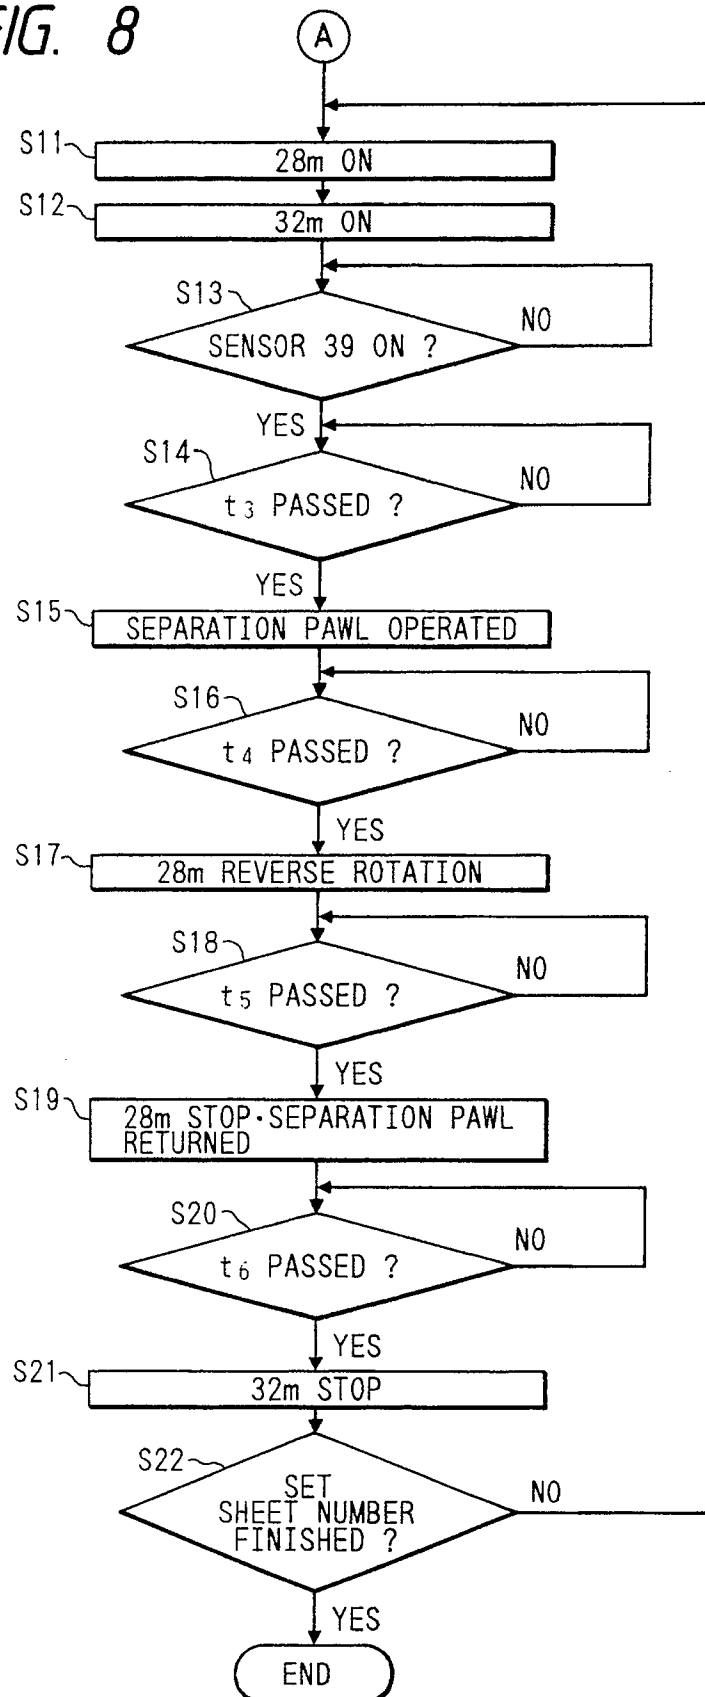 FIG. 8
A
S11
28m ON
S12
32m ON
S13
SENSOR 39 ON ?
NO
YES
S14
t3 PASSED ?
NO
YES
S15
SEPARATION PAWL OPERATED
S16
t4 PASSED ?
NO
YES
S17
28m REVERSE ROTATION
S18
t5 PASSED ?
NO
YES
S19
28m STOP·SEPARATION PAWL
RETURNED
S20
t6 PASSED ?
NO
YES
S21
32m STOP
S22
SET
SHEET NUMBER
FINISHED ?
NO
YES
END